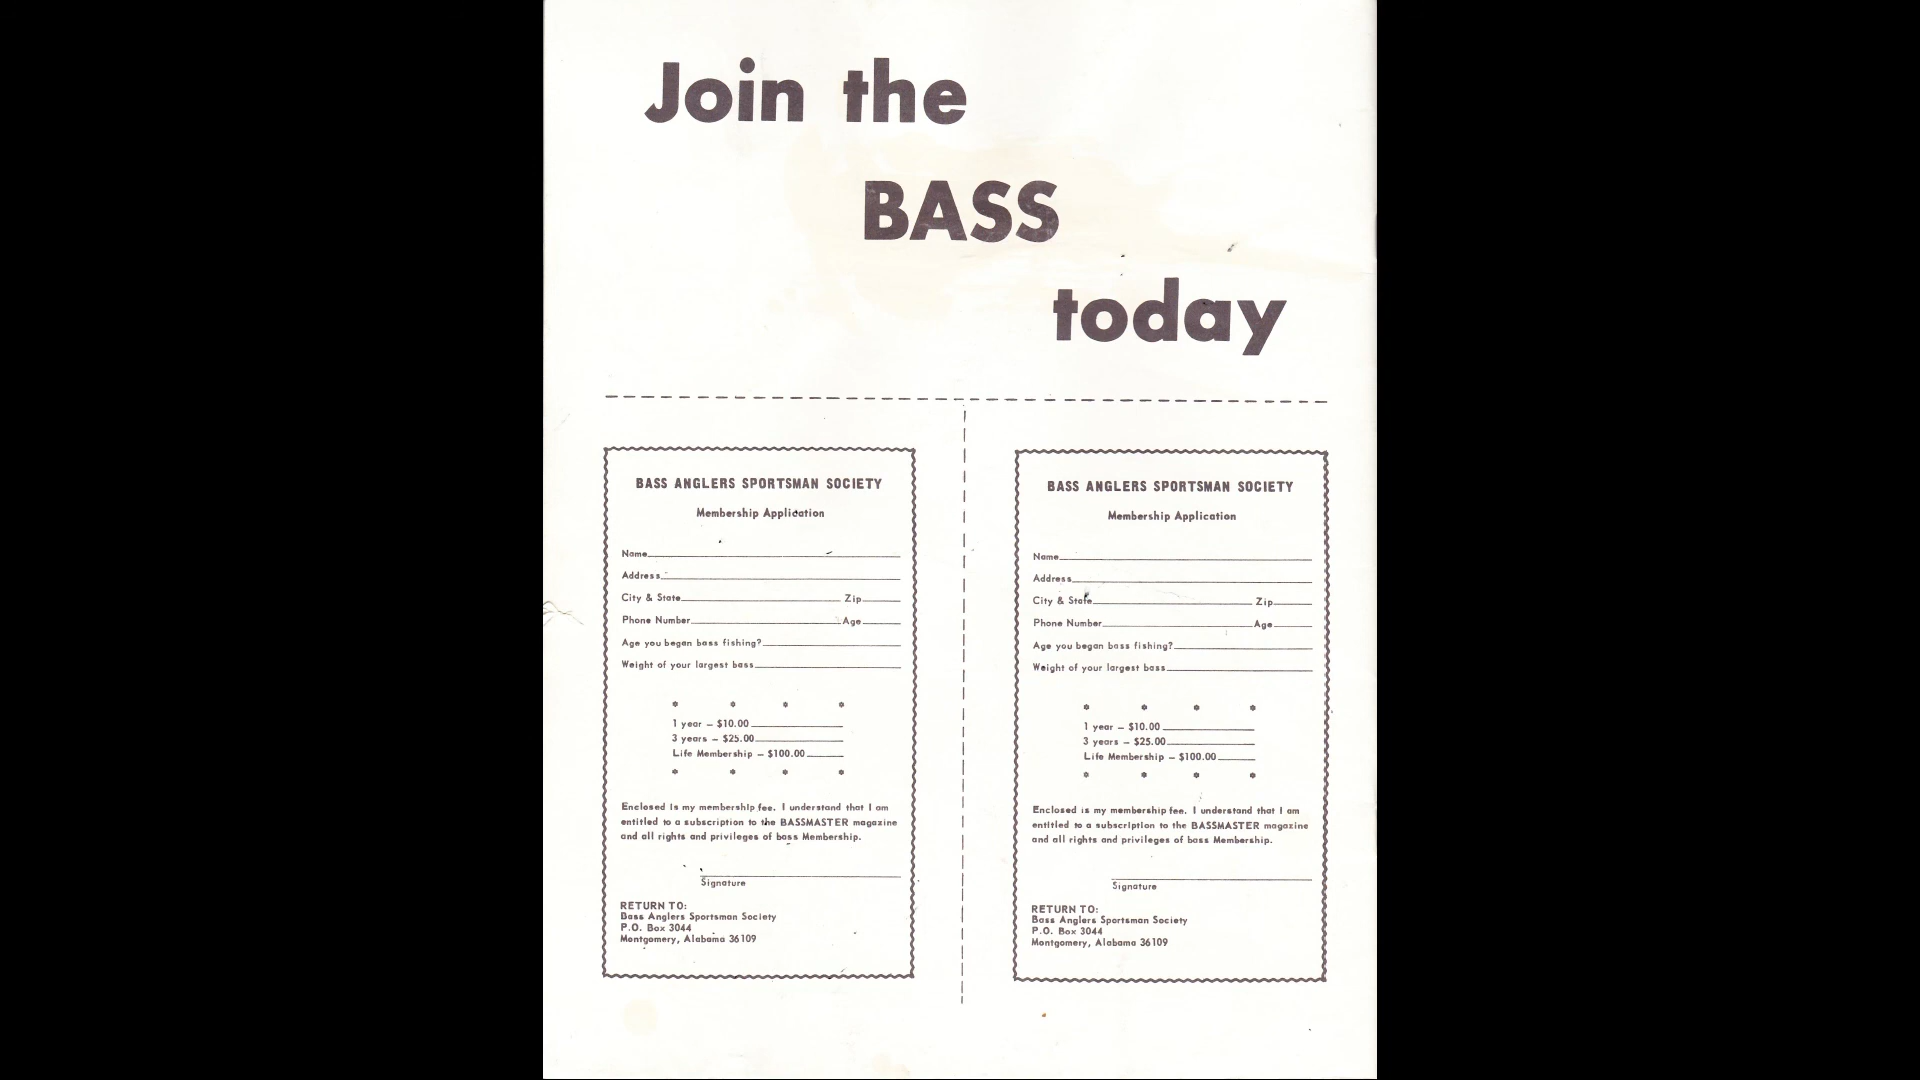 Join the
BASS
today
BASS ANGLERS SPORTSMAN SOCIETY
Membership Application
Name
Address
City & State Zip
Phone Number Age
Age you began bass fishing?
Weight of your largest bass
* * * *
1 year – $10.00
3 years – $25.00
Life Membership – $100.00
* * * *
Enclosed is my membership fee. I understand that I am
entitled to a subscription to the BASSMASTER magazine
and all rights and privileges of bass Membership.
Signature
RETURN TO:
Bass Anglers Sportsman Society
P.O. Box 3044
Montgomery, Alabama 36109
BASS ANGLERS SPORTSMAN SOCIETY
Membership Application
Name
Address
City & State Zip
Phone Number Age
Age you began bass fishing?
Weight of your largest bass
* * * *
1 year – $10.00
3 years – $25.00
Life Membership – $100.00
* * * *
Enclosed is my membership fee. I understand that I am
entitled to a subscription to the BASSMASTER magazine
and all rights and privileges of bass Membership.
Signature
RETURN TO:
Bass Anglers Sportsman Society
P.O. Box 3044
Montgomery, Alabama 36109